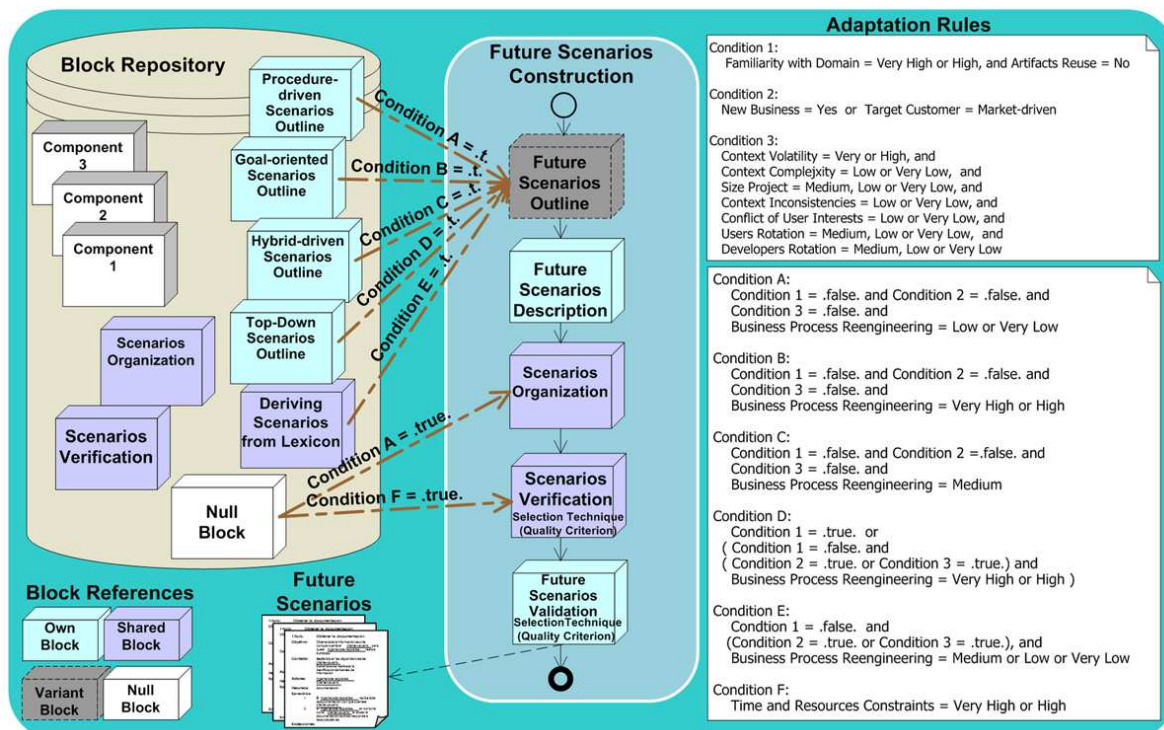 Block Repository
Procedure-
driven
Scenarios
Outline
Component
3
Component
2
Component
1
Goal-oriented
Scenarios
Outline
Hybrid-driven
Scenarios
Outline
Top-Down
Scenarios
Outline
Scenarios
Organization
Scenarios
Verification
Deriving
Scenarios
from Lexicon
Null
Block
Condition A = .t.
Condition B = .t.
Condition C = .t.
Condition D = .t.
Condition E = .t.
Condition A = .true.
Condition F = .true.
Future Scenarios
Construction
Future
Scenarios
Outline
Future
Scenarios
Description
Scenarios
Organization
Scenarios
Verification
Selection Technique
(Quality Criterion)
Future
Scenarios
Validation
SelectionTechnique
(Quality Criterion)
Block References
Own
Block
Shared
Block
Variant
Block
Null
Block
Future
Scenarios
Adaptation Rules
Condition 1:
Familiarity with Domain = Very High or High, and Artifacts Reuse = No
Condition 2:
New Business = Yes or Target Customer = Market-driven
Condition 3:
Context Volatility = Very or High, and
Context Complejxity = Low or Very Low, and
Size Project = Medium, Low or Very Low, and
Context Inconsistencies = Low or Very Low, and
Conflict of User Interests = Low or Very Low, and
Users Rotation = Medium, Low or Very Low, and
Developers Rotation = Medium, Low or Very Low
Condition A:
Condition 1 = .false. and Condition 2 = .false. and
Condition 3 = .false. and
Business Process Reengineering = Low or Very Low
Condition B:
Condition 1 = .false. and Condition 2 = .false. and
Condition 3 = .false. and
Business Process Reengineering = Very High or High
Condition C:
Condition 1 = .false. and Condition 2 =.false. and
Condition 3 = .false. and
Business Process Reengineering = Medium
Condition D:
Condition 1 = .true. or
( Condition 1 = .false. and
( Condition 2 = .true. or Condition 3 = .true.) and
Business Process Reengineering = Very High or High )
Condition E:
Condition 1 = .false. and
(Condition 2 = .true. or Condition 3 = .true.), and
Business Process Reengineering = Medium or Low or Very Low
Condition F:
Time and Resources Constraints = Very High or High